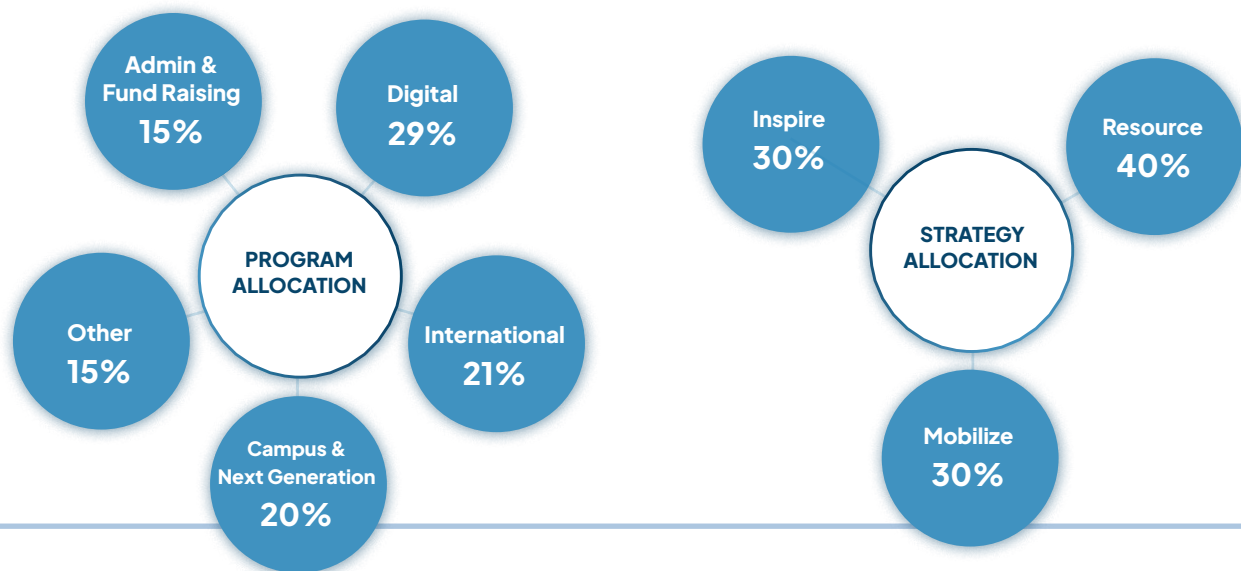 Admin &
Fund Raising
15%
Digital
29%
PROGRAM
ALLOCATION
Other
15%
International
21%
Campus &
Next Generation
20%
Inspire
30%
Resource
40%
STRATEGY
ALLOCATION
Mobilize
30%